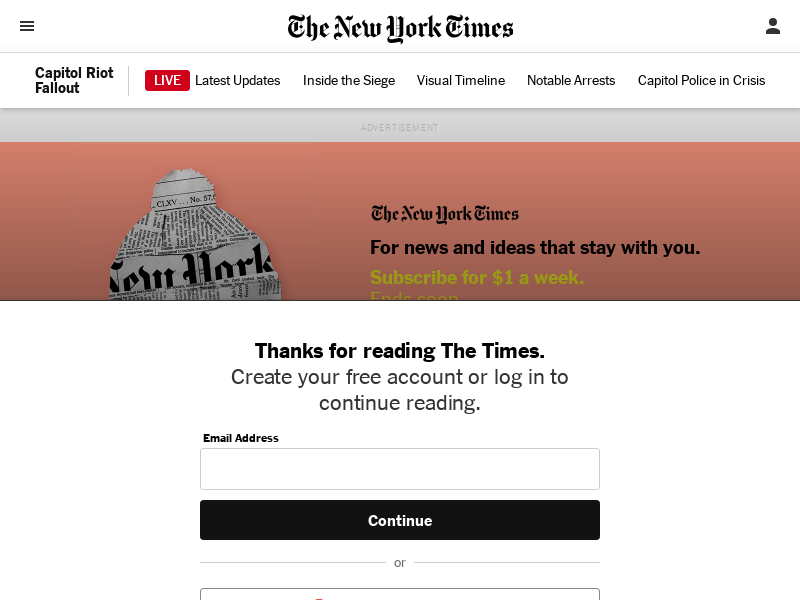 The New York Times
Capitol Riot
Fallout
LIVE
Latest Updates
Inside the Siege
Visual Timeline
Notable Arrests
Capitol Police in Crisis
ADVERTISEMENT
CLXV . . . No. 57,
New York
The New York Times
For news and ideas that stay with you.
Subscribe for $1 a week.
Ends soon.
Thanks for reading The Times.
Create your free account or log in to
continue reading.
Email Address
Continue
or